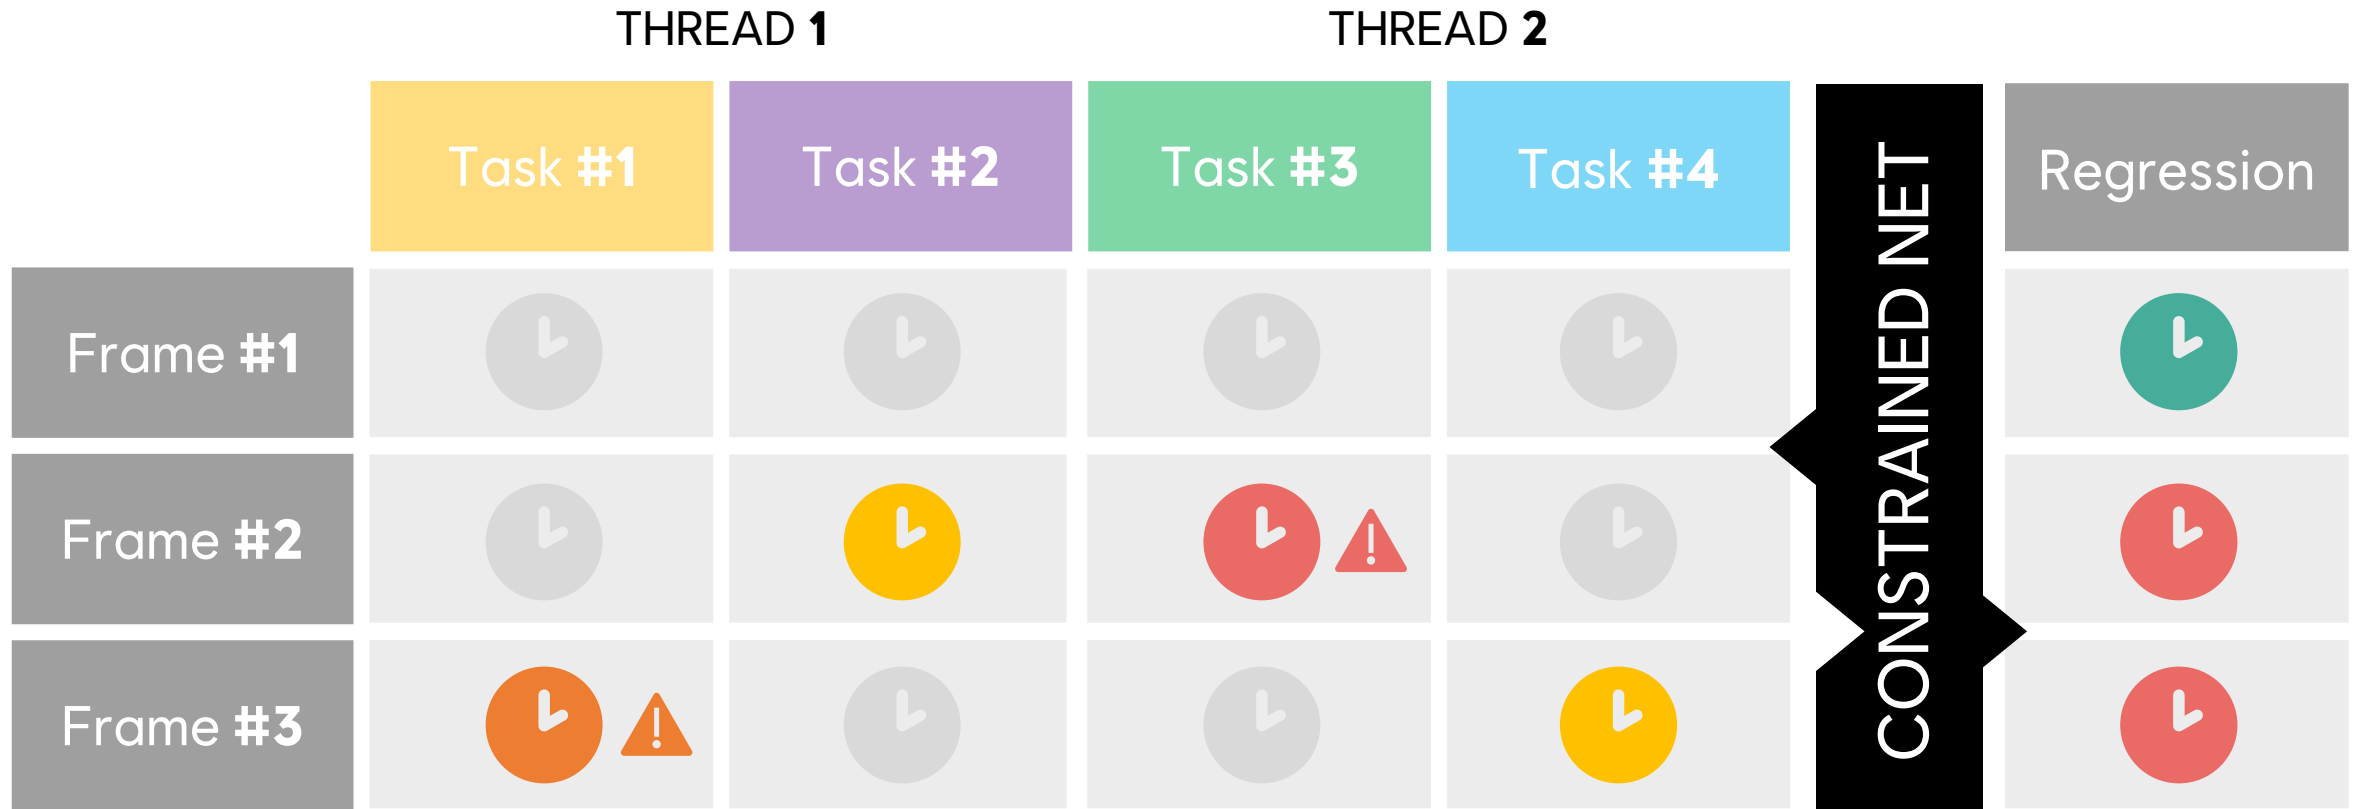 THREAD 1
THREAD 2
Task #1
Task #2
Task #3
Task #4
CONSTRAINED NET
Regression
Frame #1
Frame #2
Frame #3